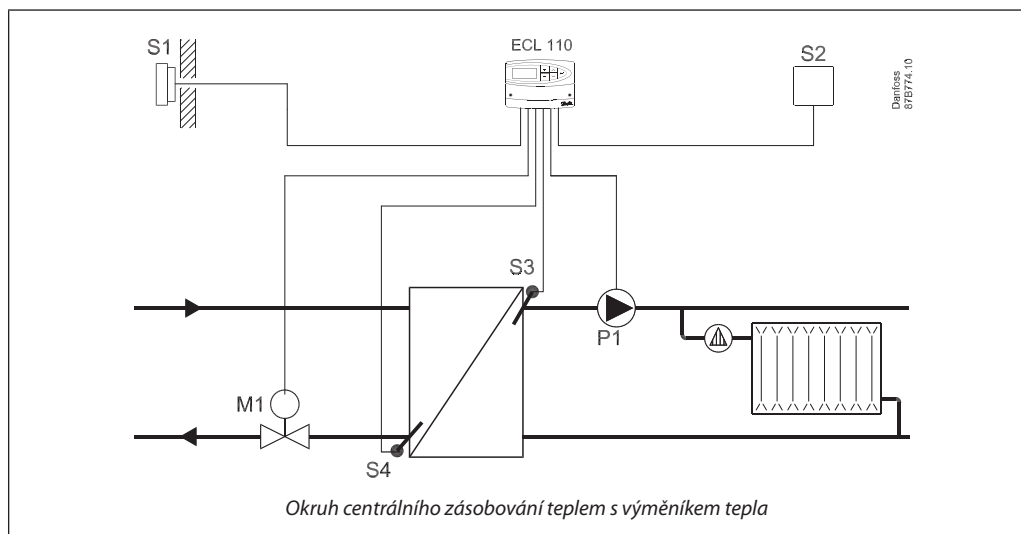 S1
ECL 110
S2
Danfoss
87B774.10
S3
P1
M1
S4
Okruh centrálního zásobování teplem s výměníkem tepla